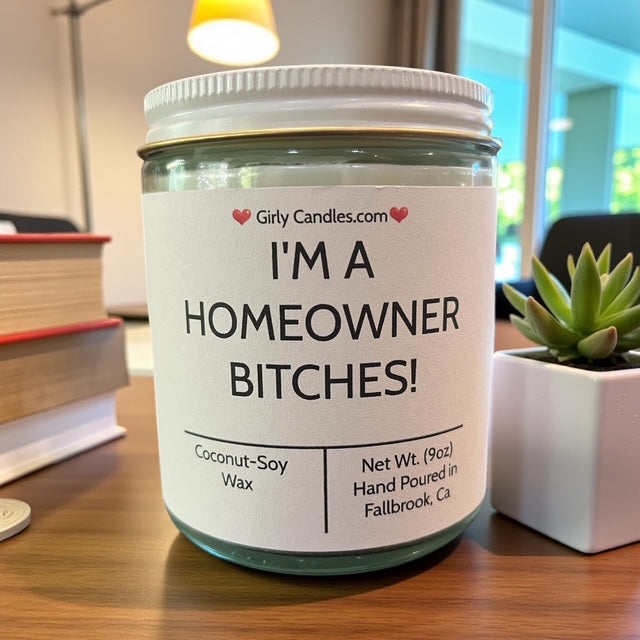 Girly Candles.com
I'M A
HOMEOWNER
BITCHES!
Coconut-Soy
Wax
Net Wt. (9oz)
Hand Poured in
Fallbrook, Ca